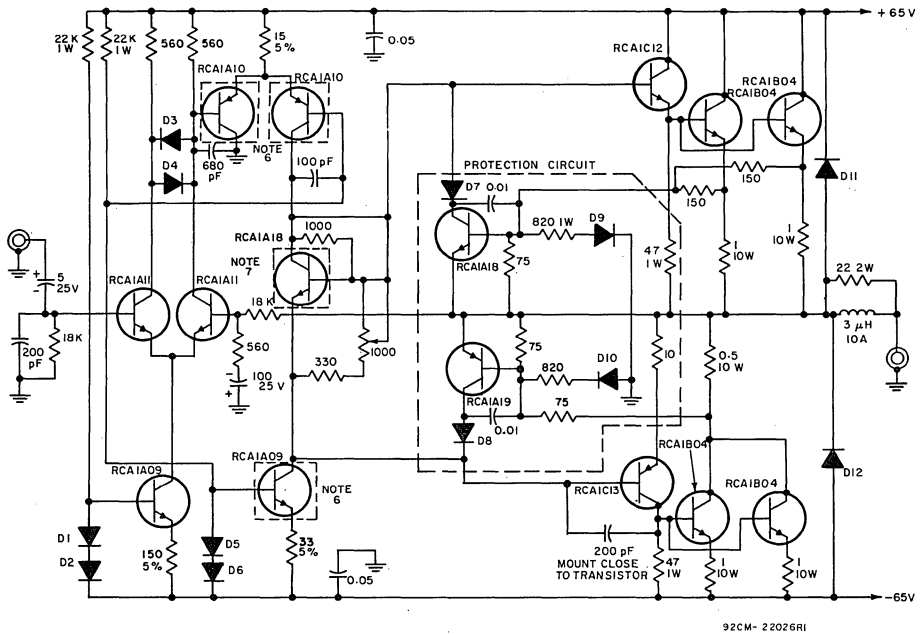 +65V
22K
1W
22K
1W
560
560
15
5%
0.05
RCA1A10
RCA1A10
RCA1C12
RCA1B04
RCA1B04
D3
D4
680
pF
NOTE
6
100 pF
PROTECTION CIRCUIT
D7
0.01
150
150
D11
RCA1A18
1000
NOTE
7
820 1W
D9
RCA1A18
75
47
1W
1
10W
1
10W
22 2W
5
25V
RCA1A11
RCA1A11
18K
3 µH
10A
200
pF
18K
560
100
25 V
330
1000
75
10
0.5
10W
820
D10
RCA1A19
75
0.01
D8
RCA1A09
RCA1A09
NOTE
6
RCA1C13
RCA1B04
RCA1B04
D12
D1
D2
150
5%
D5
D6
33
5%
0.05
200 pF
MOUNT CLOSE
TO TRANSISTOR
47
1W
1
10W
1
10W
-65V
92CM-22026R1